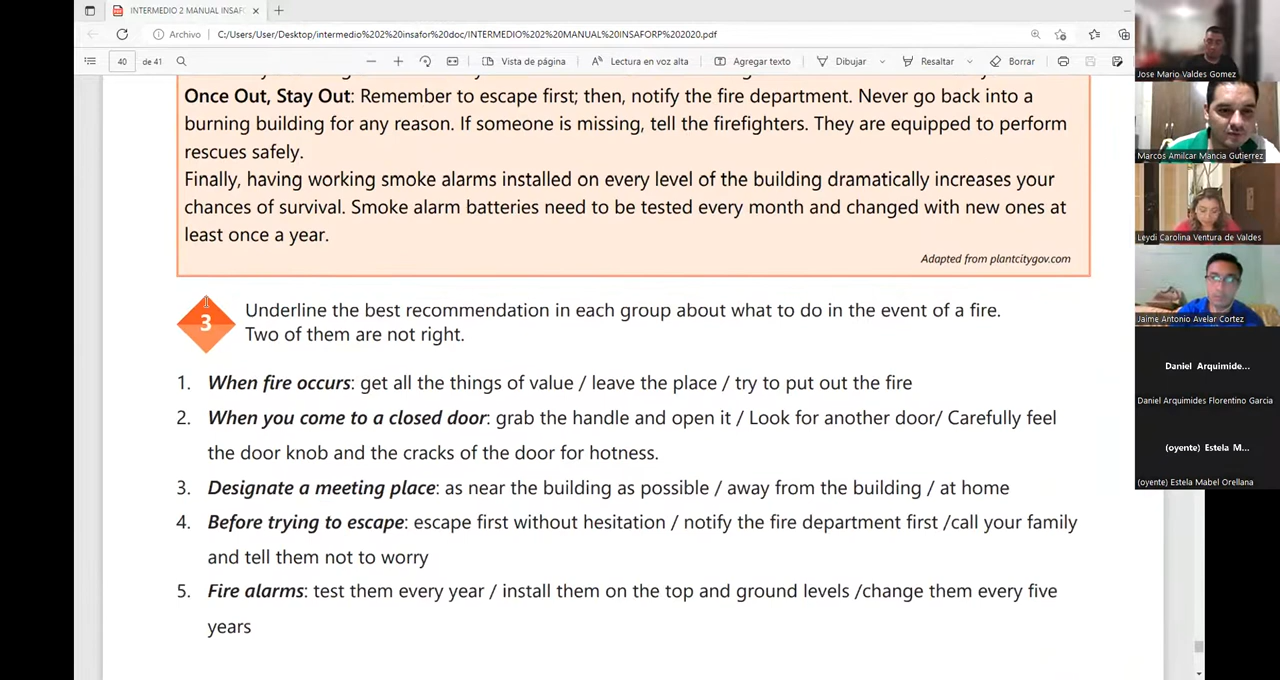 INTERMEDIO 2 MANUAL INSAF
Archivo C:/Users/User/Desktop/intermedio%202%20insafor%20doc/INTERMEDIO%202%20MANUAL%20INSAFORP%202020.pdf
40 de 41 Vista de página Lectura en voz alta Agregar texto Dibujar Resaltar Borrar
Once Out, Stay Out: Remember to escape first; then, notify the fire department. Never go back into a
burning building for any reason. If someone is missing, tell the firefighters. They are equipped to perform
rescues safely.
Finally, having working smoke alarms installed on every level of the building dramatically increases your
chances of survival. Smoke alarm batteries need to be tested every month and changed with new ones at
least once a year.
Adapted from plantcitygov.com
3 Underline the best recommendation in each group about what to do in the event of a fire.
Two of them are not right.
1. When fire occurs: get all the things of value / leave the place / try to put out the fire
2. When you come to a closed door: grab the handle and open it / Look for another door/ Carefully feel
the door knob and the cracks of the door for hotness.
3. Designate a meeting place: as near the building as possible / away from the building / at home
4. Before trying to escape: escape first without hesitation / notify the fire department first /call your family
and tell them not to worry
5. Fire alarms: test them every year / install them on the top and ground levels /change them every five
years
Jose Mario Valdes Gomez
Marcos Amilcar Mancia Gutierrez
Leydi Carolina Ventura de Valdes
Jaime Antonio Avelar Cortez
Daniel Arquimide...
Daniel Arquimides Florentino Garcia
(oyente) Estela M...
(oyente) Estela Mabel Orellana